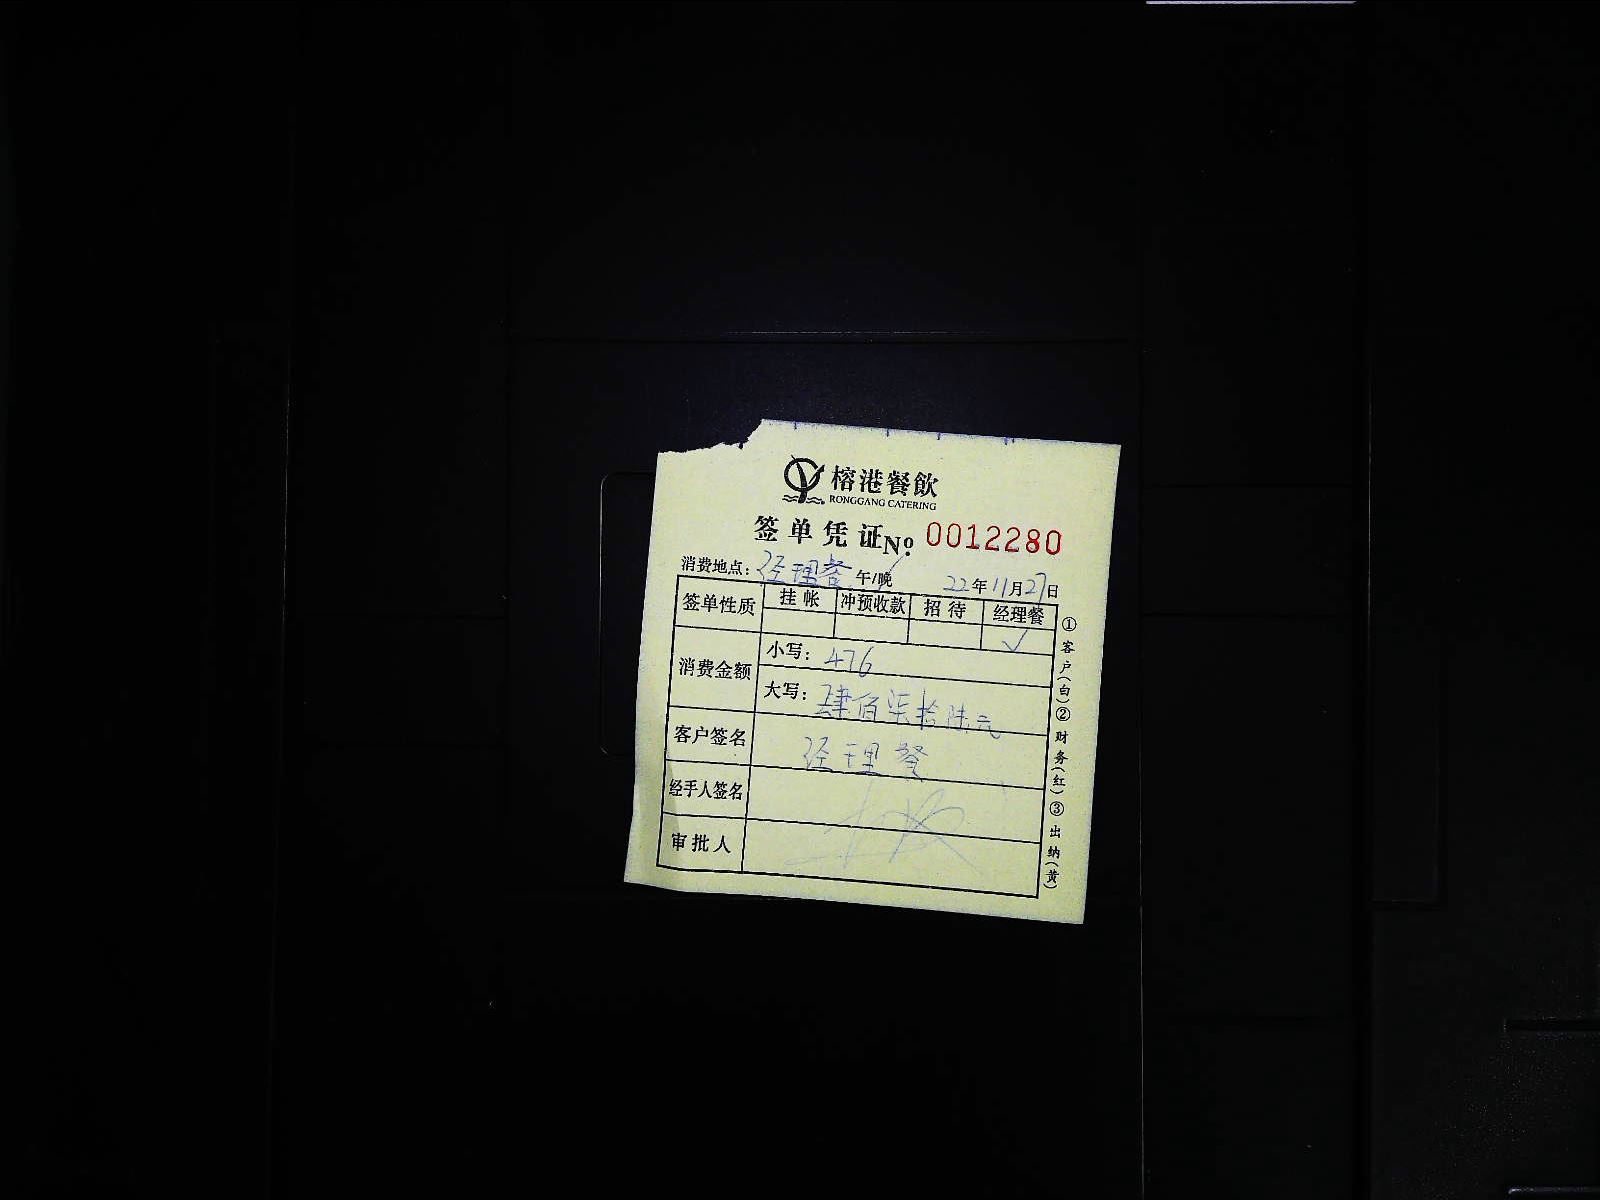 榕港餐飲
RONGGANG CATERING
签单凭证 No. 0012280
消费地点：经理餐 午/晚 22年11月27日
签单性质 挂帐 冲预收款 招待 经理餐
√
消费金额 小写：476
大写：肆佰柒拾陆元
客户签名 经理餐
经手人签名
审批人
①客户(白)②财务(红)③出纳(黄)